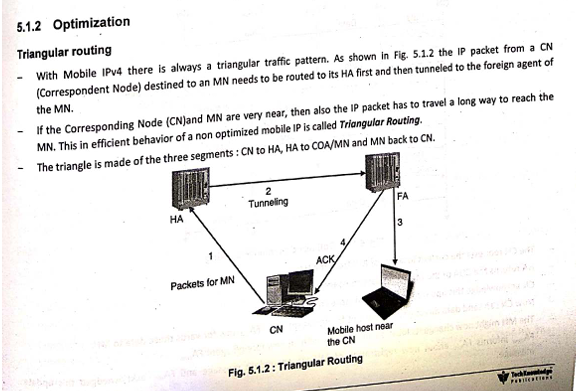 5.1.2 Optimization
Triangular routing
– With Mobile IPv4 there is always a triangular traffic pattern. As shown in Fig. 5.1.2 the IP packet from a CN
(Correspondent Node) destined to an MN needs to be routed to its HA first and then tunneled to the foreign agent of
the MN.
– If the Corresponding Node (CN)and MN are very near, then also the IP packet has to travel a long way to reach the
MN. This in efficient behavior of a non optimized mobile IP is called Triangular Routing.
– The triangle is made of the three segments : CN to HA, HA to COA/MN and MN back to CN.
2
Tunneling
HA
FA
3
1
4
ACK
Packets for MN
CN
Mobile host near
the CN
Fig. 5.1.2 : Triangular Routing
TechKnowledge
Publications